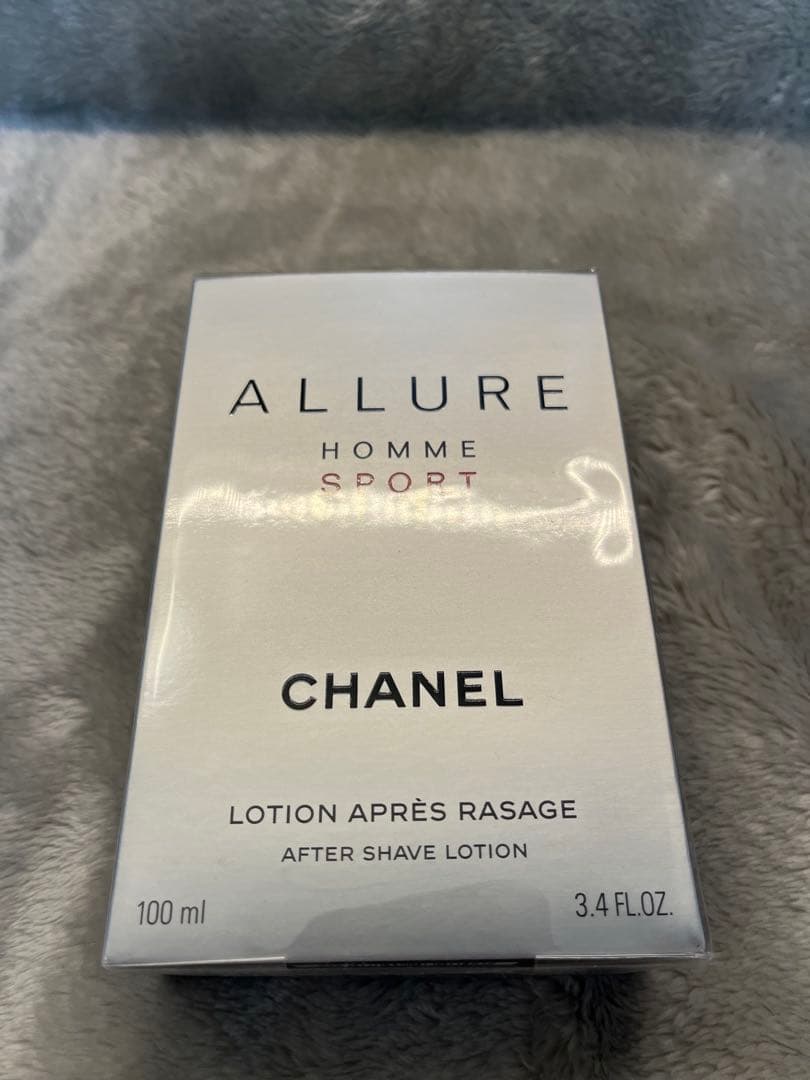 ALLURE
HOMME
SPORT
CHANEL
LOTION APRÈS RASAGE
AFTER SHAVE LOTION
100 ml
3.4 FL.OZ.